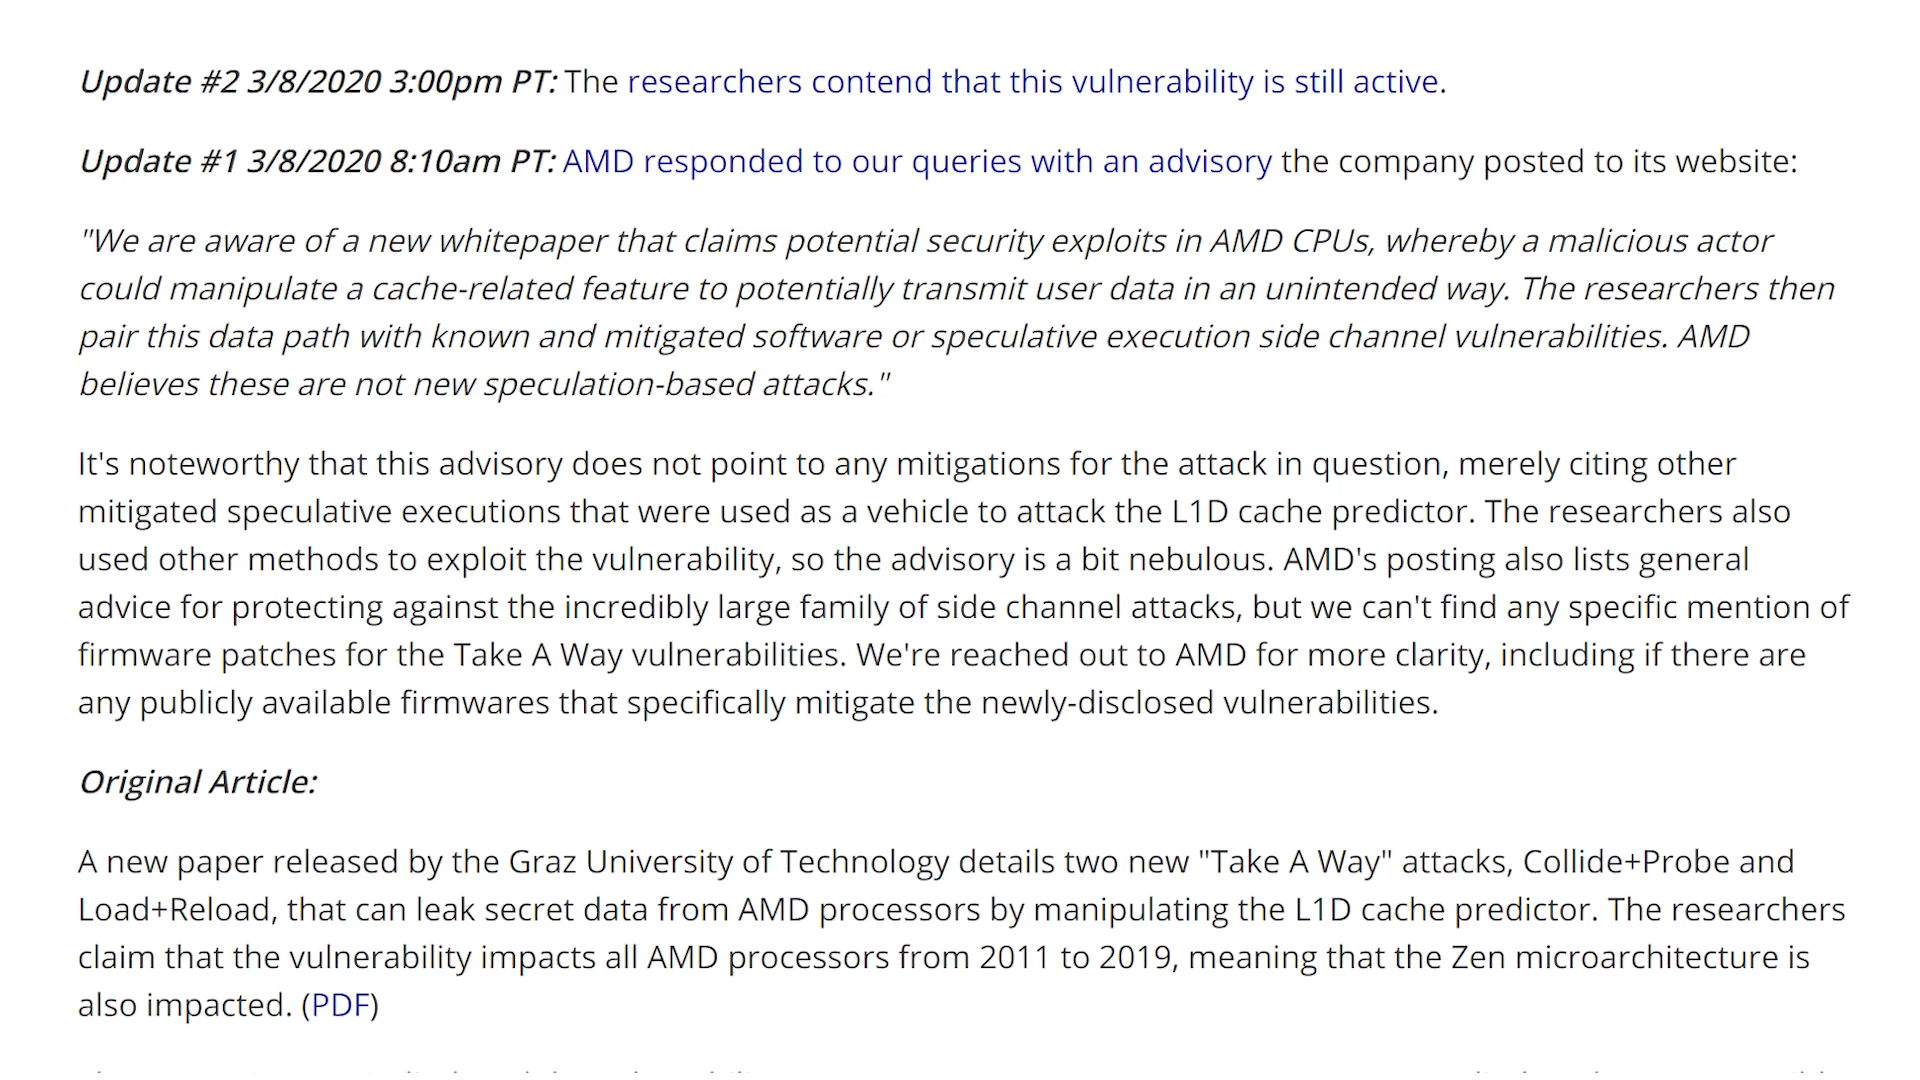 Update #2 3/8/2020 3:00pm PT: The researchers contend that this vulnerability is still active.
Update #1 3/8/2020 8:10am PT: AMD responded to our queries with an advisory the company posted to its website:
"We are aware of a new whitepaper that claims potential security exploits in AMD CPUs, whereby a malicious actor
could manipulate a cache-related feature to potentially transmit user data in an unintended way. The researchers then
pair this data path with known and mitigated software or speculative execution side channel vulnerabilities. AMD
believes these are not new speculation-based attacks."
It's noteworthy that this advisory does not point to any mitigations for the attack in question, merely citing other
mitigated speculative executions that were used as a vehicle to attack the L1D cache predictor. The researchers also
used other methods to exploit the vulnerability, so the advisory is a bit nebulous. AMD's posting also lists general
advice for protecting against the incredibly large family of side channel attacks, but we can't find any specific mention of
firmware patches for the Take A Way vulnerabilities. We're reached out to AMD for more clarity, including if there are
any publicly available firmwares that specifically mitigate the newly-disclosed vulnerabilities.
Original Article:
A new paper released by the Graz University of Technology details two new "Take A Way" attacks, Collide+Probe and
Load+Reload, that can leak secret data from AMD processors by manipulating the L1D cache predictor. The researchers
claim that the vulnerability impacts all AMD processors from 2011 to 2019, meaning that the Zen microarchitecture is
also impacted. (PDF)